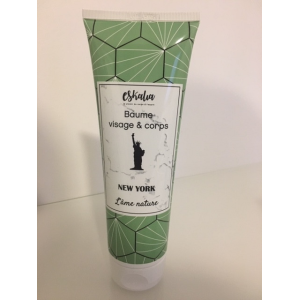 eskalia
Baume
visage & corps
NEW YORK
L'âme nature